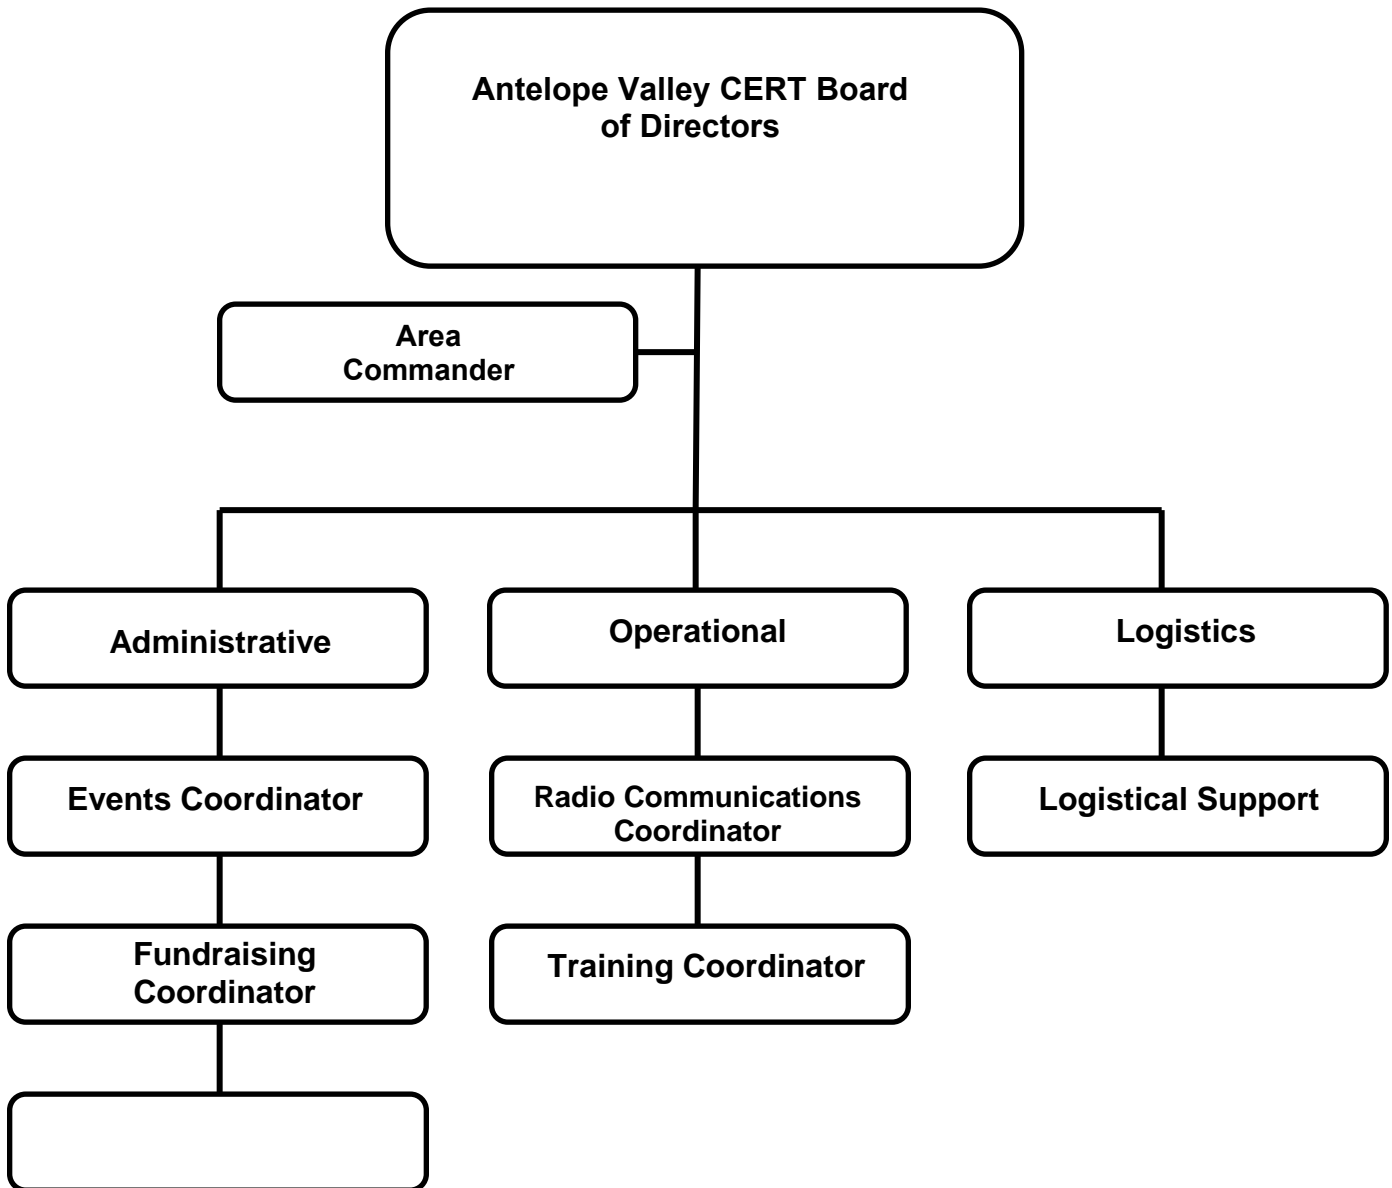 Antelope Valley CERT Board
of Directors
Area
Commander
Administrative
Operational
Logistics
Events Coordinator
Radio Communications
Coordinator
Logistical Support
Fundraising
Coordinator
Training Coordinator